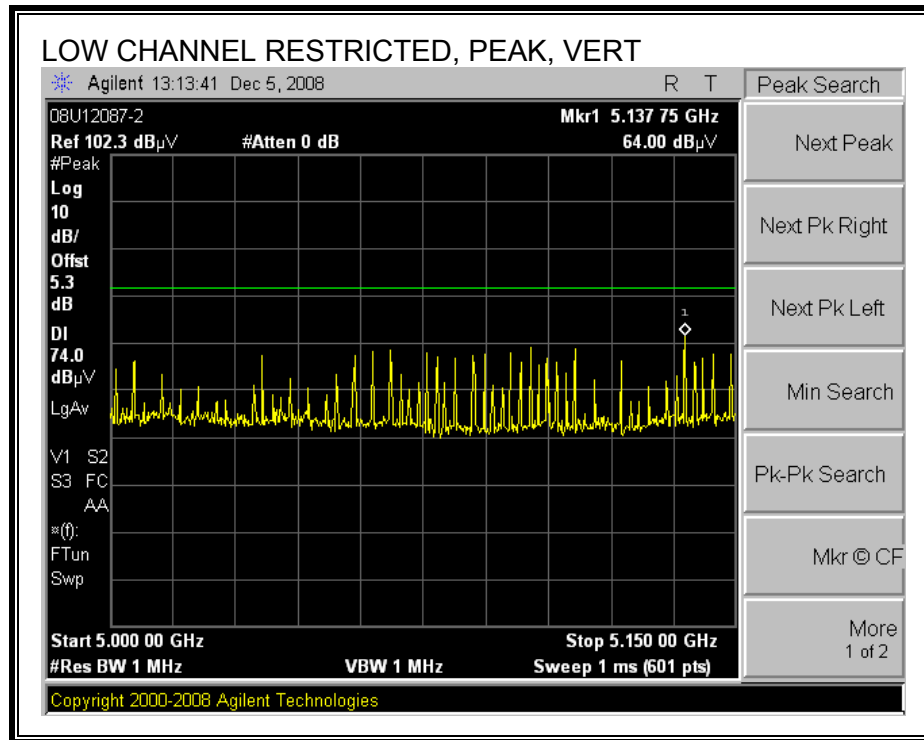 LOW CHANNEL RESTRICTED, PEAK, VERT
Agilent 13:13:41 Dec 5, 2008 R T
Peak Search
08U12087-2
Mkr1 5.137 75 GHz
Ref 102.3 dBμV #Atten 0 dB 64.00 dBμV
#Peak
Log
10
dB/
Offst
5.3
dB
DI
74.0
dBμV
LgAv
V1 S2
S3 FC
AA
¤(f):
FTun
Swp
1
Start 5.000 00 GHz Stop 5.150 00 GHz
#Res BW 1 MHz VBW 1 MHz Sweep 1 ms (601 pts)
Next Peak
Next Pk Right
Next Pk Left
Min Search
Pk-Pk Search
Mkr © CF
More
1 of 2
Copyright 2000-2008 Agilent Technologies